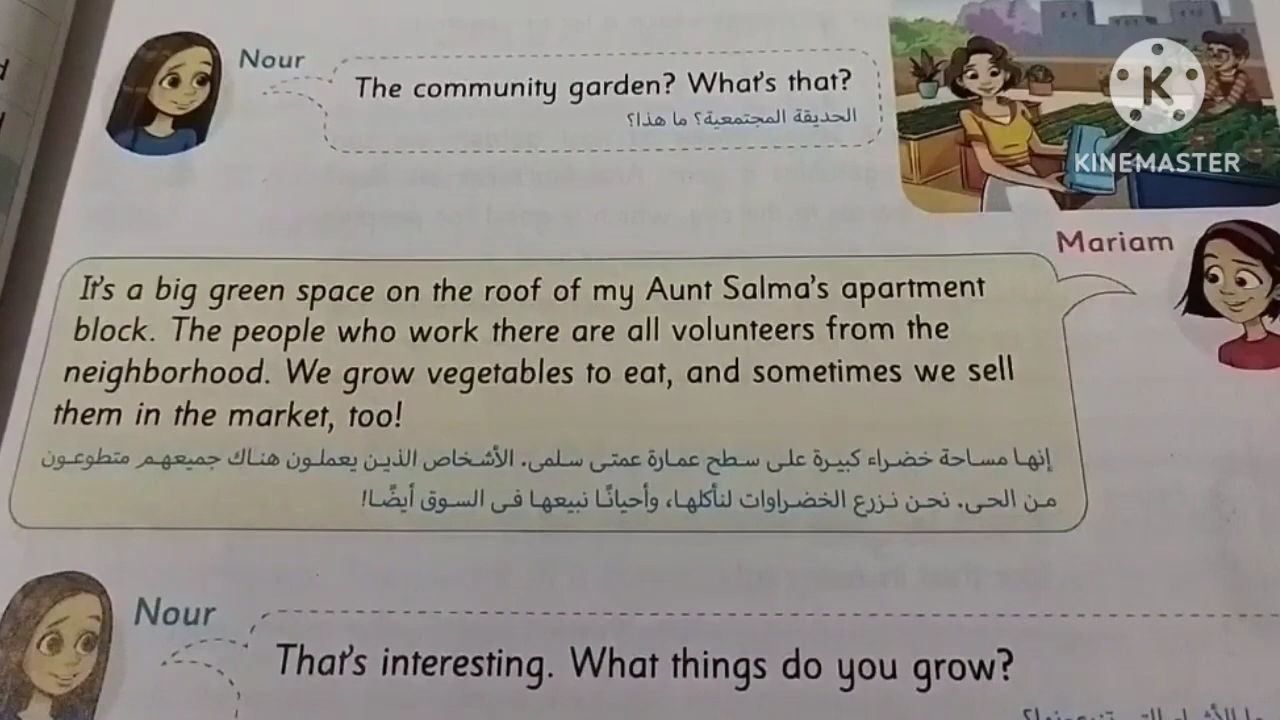 Nour
The community garden? What's that?
الحديقة المجتمعية؟ ما هذا؟
KINEMASTER
Mariam
It's a big green space on the roof of my Aunt Salma's apartment
block. The people who work there are all volunteers from the
neighborhood. We grow vegetables to eat, and sometimes we sell
them in the market, too!
إنها مساحة خضراء كبيرة على سطح عمارة عمتى سلمى. الأشخاص الذين يعملون هناك جميعهم متطوعون
من الحى. نحن نزرع الخضراوات لنأكلها، وأحيانًا نبيعها فى السوق أيضًا!
Nour
That's interesting. What things do you grow?